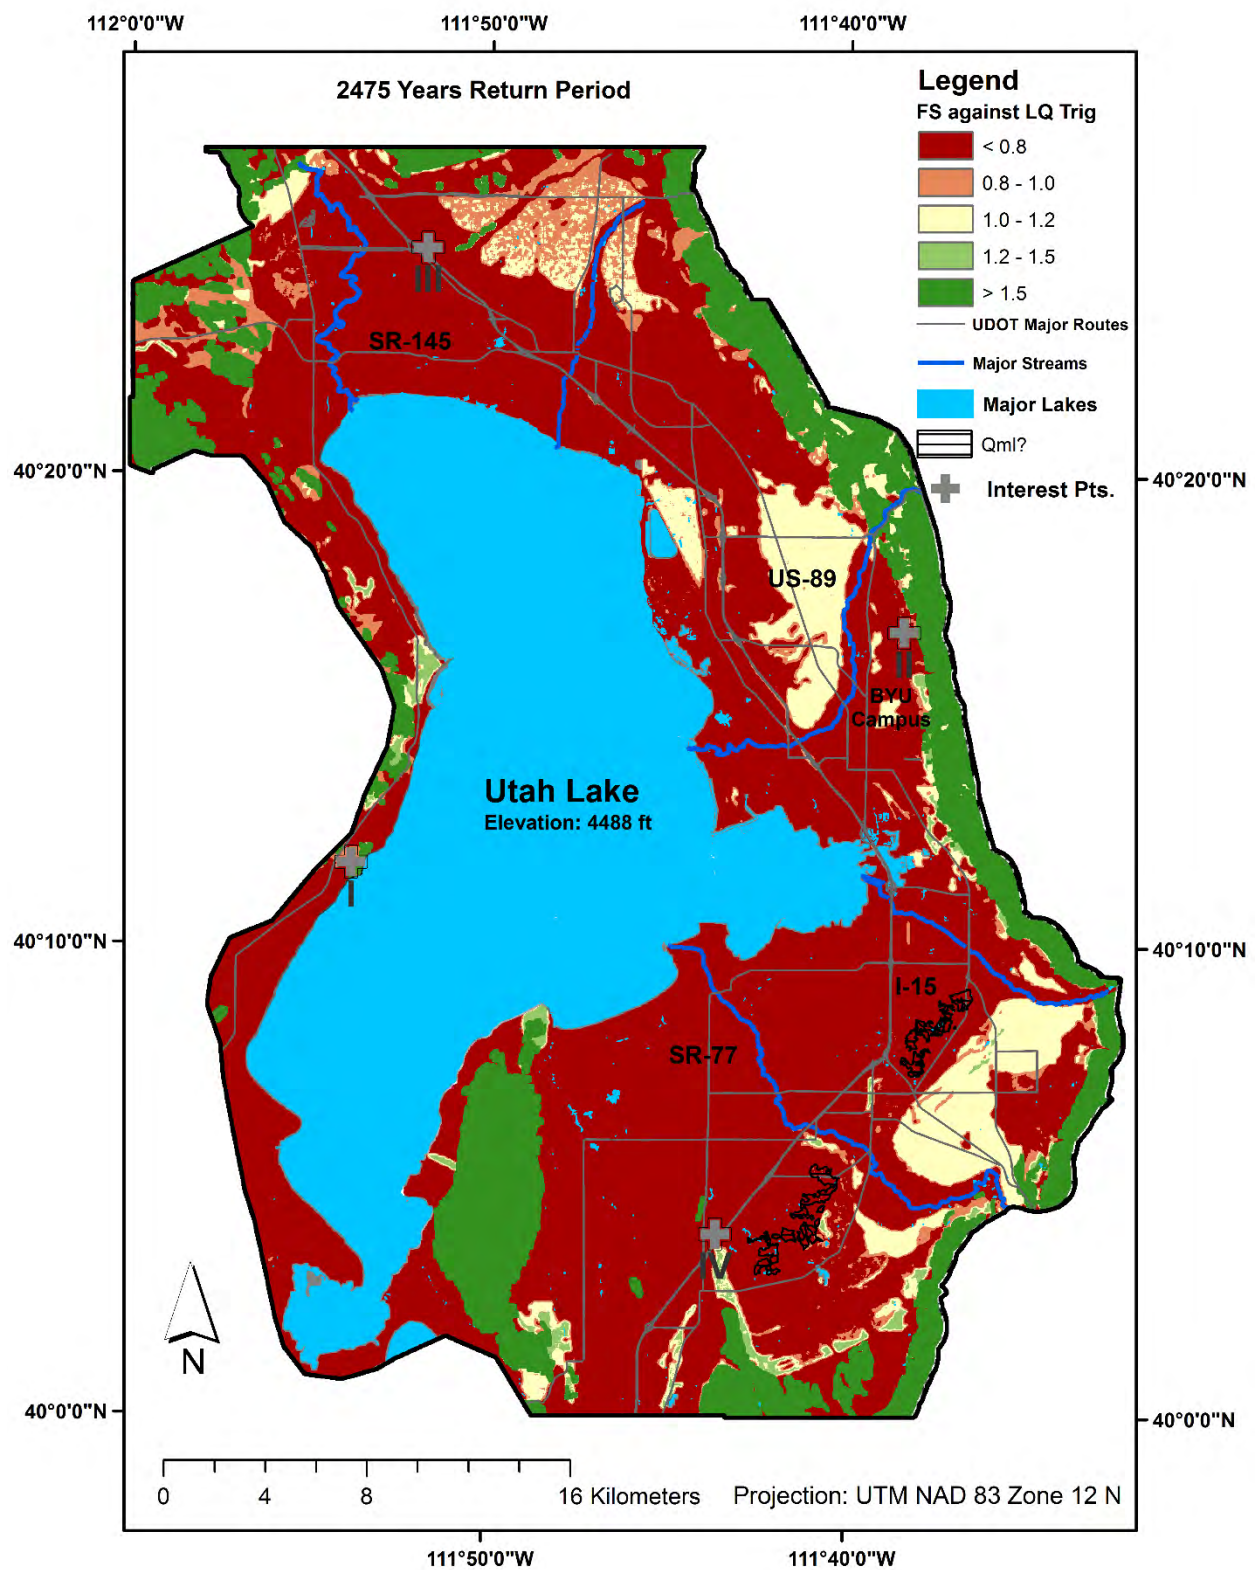 112°0'0"W
111°50'0"W
111°40'0"W
2475 Years Return Period
Legend
FS against LQ Trig
< 0.8
0.8 - 1.0
1.0 - 1.2
1.2 - 1.5
> 1.5
UDOT Major Routes
Major Streams
Major Lakes
Qml?
Interest Pts.
III
SR-145
40°20'0"N
40°20'0"N
US-89
II
BYU
Campus
Utah Lake
Elevation: 4488 ft
I
40°10'0"N
40°10'0"N
I-15
SR-77
IV
N
40°0'0"N
40°0'0"N
0 4 8 16 Kilometers
Projection: UTM NAD 83 Zone 12 N
111°50'0"W
111°40'0"W